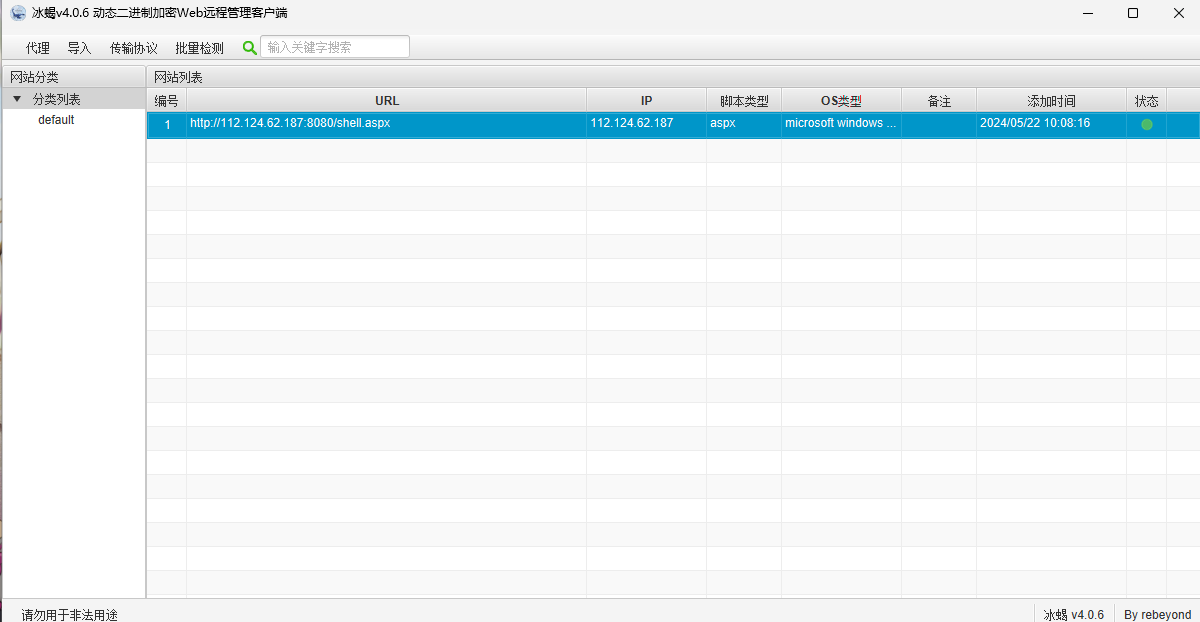 冰蝎v4.0.6 动态二进制加密Web远程管理客户端
代理 导入 传输协议 批量检测 输入关键字搜索
网站分类 网站列表
分类列表
编号 URL IP 脚本类型 OS类型 备注 添加时间 状态
default
1 http://112.124.62.187:8080/shell.aspx 112.124.62.187 aspx microsoft windows ... 2024/05/22 10:08:16
请勿用于非法用途 冰蝎 v4.0.6 By rebeyond